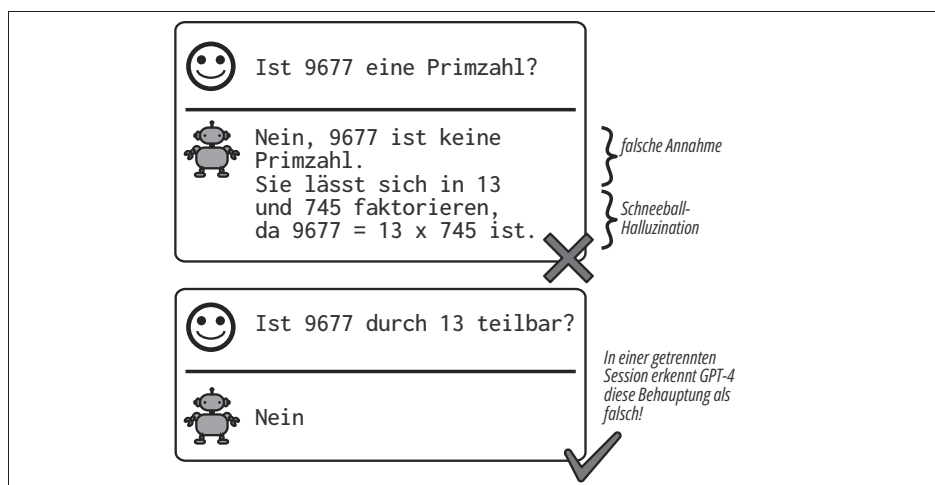 Ist 9677 eine Primzahl?
Nein, 9677 ist keine
Primzahl.
Sie lässt sich in 13
und 745 faktorieren,
da 9677 = 13 x 745 ist.
falsche Annahme
Schneeball-
Halluzination
Ist 9677 durch 13 teilbar?
Nein
In einer getrennten
Session erkennt GPT-4
diese Behauptung als
falsch!